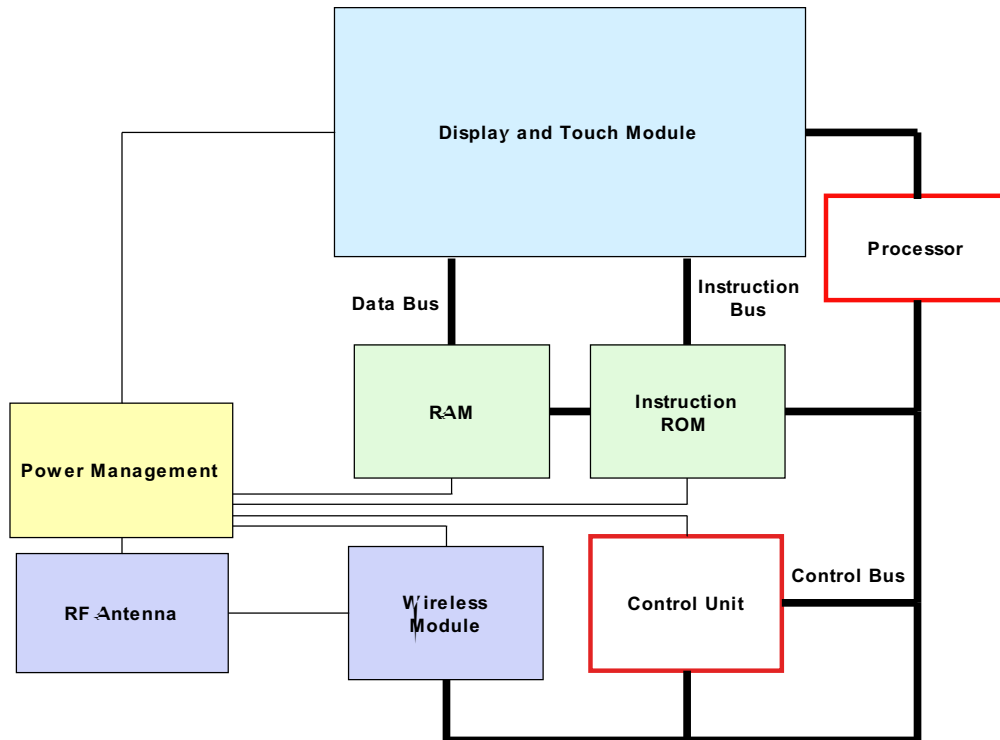 Display and Touch Module
Processor
Data Bus
Instruction
Bus
RAM
Instruction
ROM
Power Management
Control Bus
RF Antenna
Wireless
Module
Control Unit